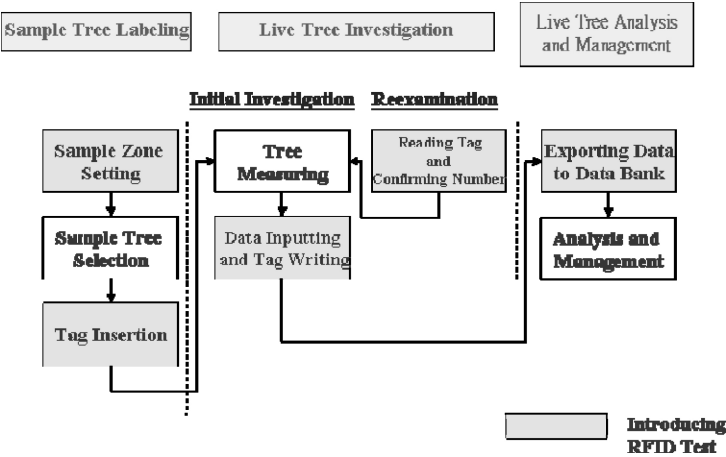 Sample Tree Labeling
Live Tree Investigation
Live Tree Analysis
and Management
Initial Investigation
Reexamination
Sample Zone
Setting
Tree
Measuring
Reading Tag
and
Confirming Number
Exporting Data
to Data Bank
Sample Tree
Selection
Data Inputting
and Tag Writing
Analysis and
Management
Tag Insertion
Introducing
RFID Test